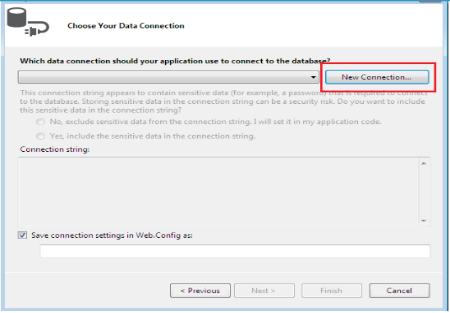 Choose Your Data Connection
Which data connection should your application use to connect to the database?
New Connection...
This connection string appears to contain sensitive data (for example, a password) that is required to connect
to the database. Storing sensitive data in the connection string can be a security risk. Do you want to include
this sensitive data in the connection string?
No, exclude sensitive data from the connection string. I will set it in my application code.
Yes, include the sensitive data in the connection string.
Connection string:
Save connection settings in Web.Config as:
< Previous
Next >
Finish
Cancel